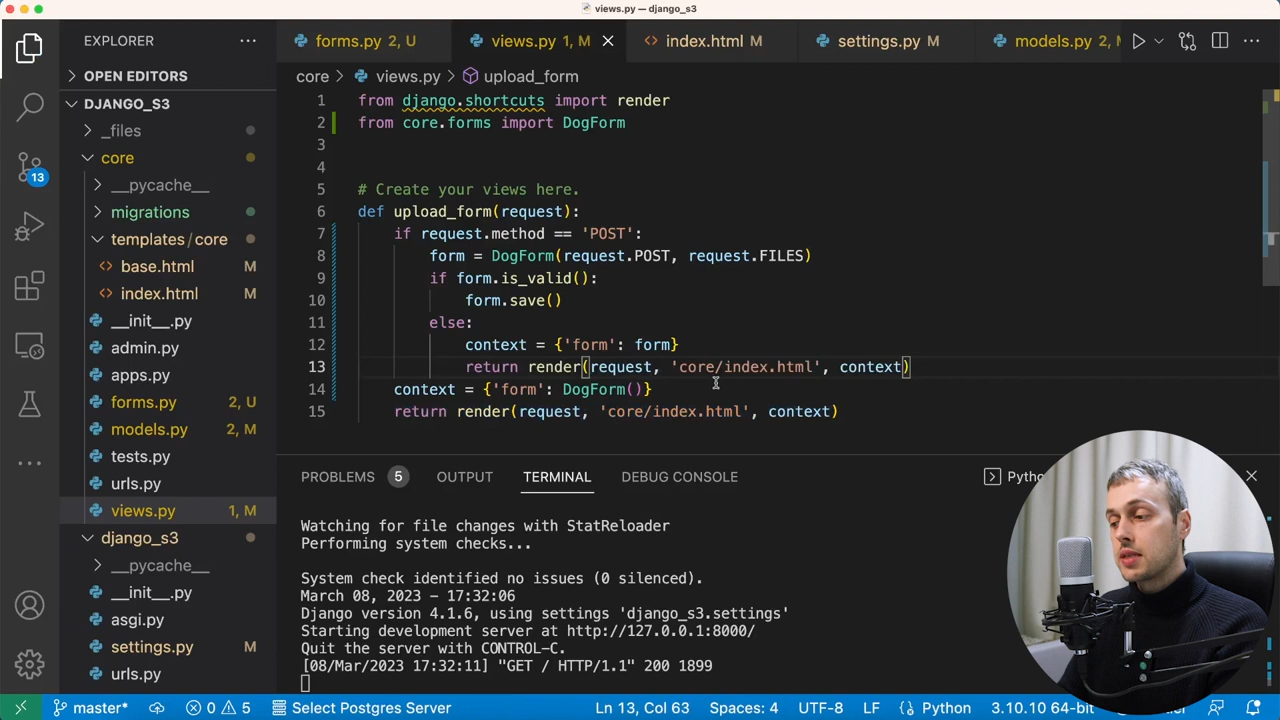 views.py — django_s3
EXPLORER
forms.py 2, U
views.py 1, M
index.html M
settings.py M
models.py 2, M
OPEN EDITORS
core > views.py > upload_form
DJANGO_S3
_files
core
__pycache__
migrations
templates/core
base.html M
index.html M
__init__.py
admin.py
apps.py
forms.py 2, U
models.py 2, M
tests.py
urls.py
views.py 1, M
django_s3
__pycache__
__init__.py
asgi.py
settings.py M
urls.py
13
1 from django.shortcuts import render
2 from core.forms import DogForm
3
4
5 # Create your views here.
6 def upload_form(request):
7 if request.method == 'POST':
8 form = DogForm(request.POST, request.FILES)
9 if form.is_valid():
10 form.save()
11 else:
12 context = {'form': form}
13 return render(request, 'core/index.html', context)
14 context = {'form': DogForm()}
15 return render(request, 'core/index.html', context)
PROBLEMS 5 OUTPUT TERMINAL DEBUG CONSOLE
Watching for file changes with StatReloader
Performing system checks...
System check identified no issues (0 silenced).
March 08, 2023 - 17:32:06
Django version 4.1.6, using settings 'django_s3.settings'
Starting development server at http://127.0.0.1:8000/
Quit the server with CONTROL-C.
[08/Mar/2023 17:32:11] "GET / HTTP/1.1" 200 1899
master* 0 5 Select Postgres Server Ln 13, Col 63 Spaces: 4 UTF-8 LF Python 3.10.10 64-bit